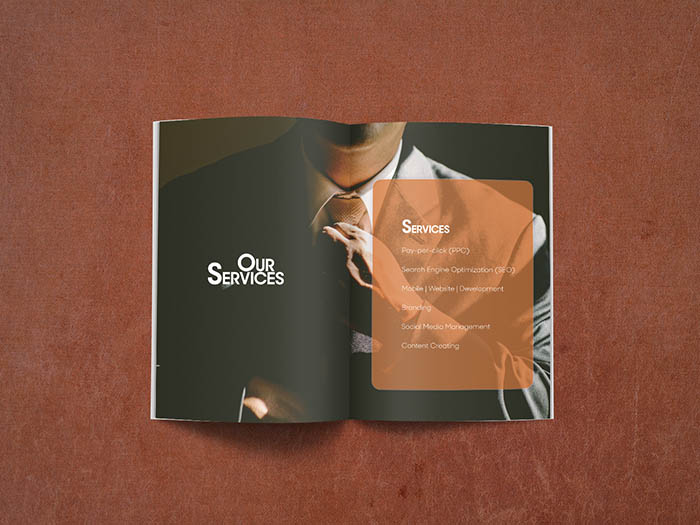 Our
Services
Services
Pay-per-click (PPC)
Search Engine Optimization (SEO)
Mobile | Website | Development
Branding
Social Media Management
Content Creating